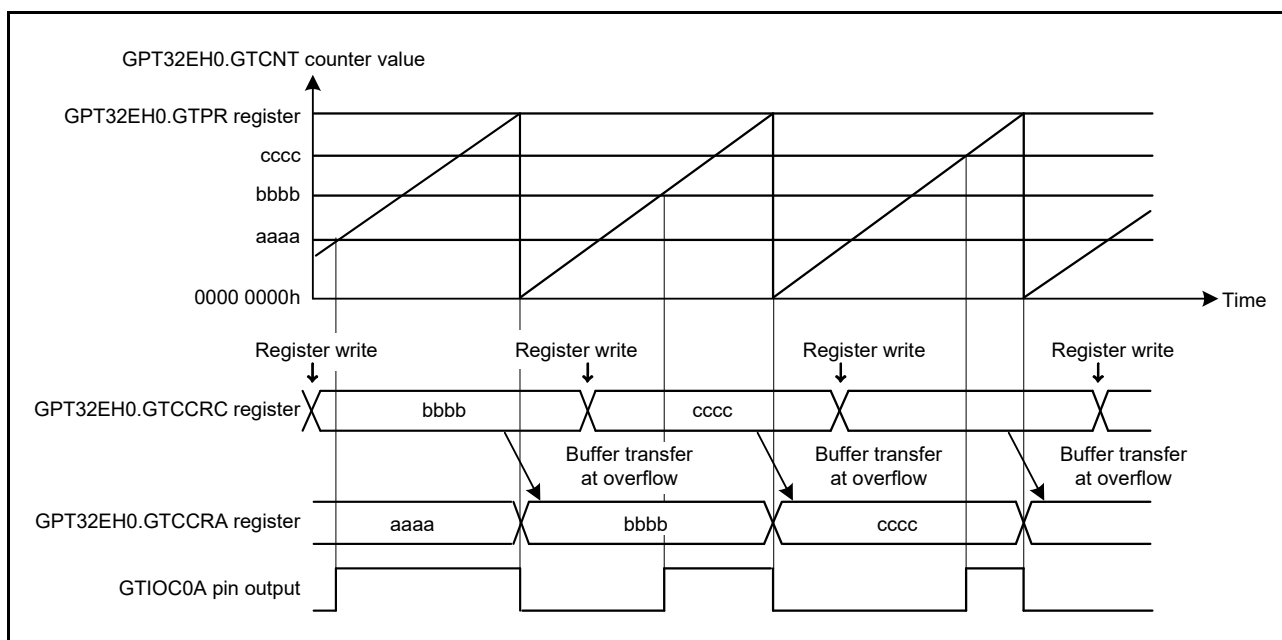 GPT32EH0.GTCNT counter value
GPT32EH0.GTPR register
cccc
bbbb
aaaa
0000 0000h
Time
Register write
Register write
Register write
Register write
GPT32EH0.GTCCRC register
bbbb
cccc
Buffer transfer
at overflow
Buffer transfer
at overflow
Buffer transfer
at overflow
GPT32EH0.GTCCRA register
aaaa
bbbb
cccc
GTIOC0A pin output